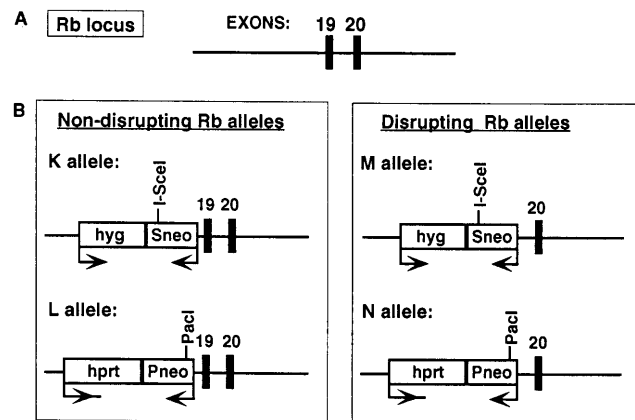 A Rb locus EXONS: 19 20
B
Non-disrupting Rb alleles
K allele:
I-SceI
19 20
hyg Sneo
L allele:
PacI
19 20
hprt Pneo
Disrupting Rb alleles
M allele:
I-SceI
20
hyg Sneo
N allele:
PacI
20
hprt Pneo